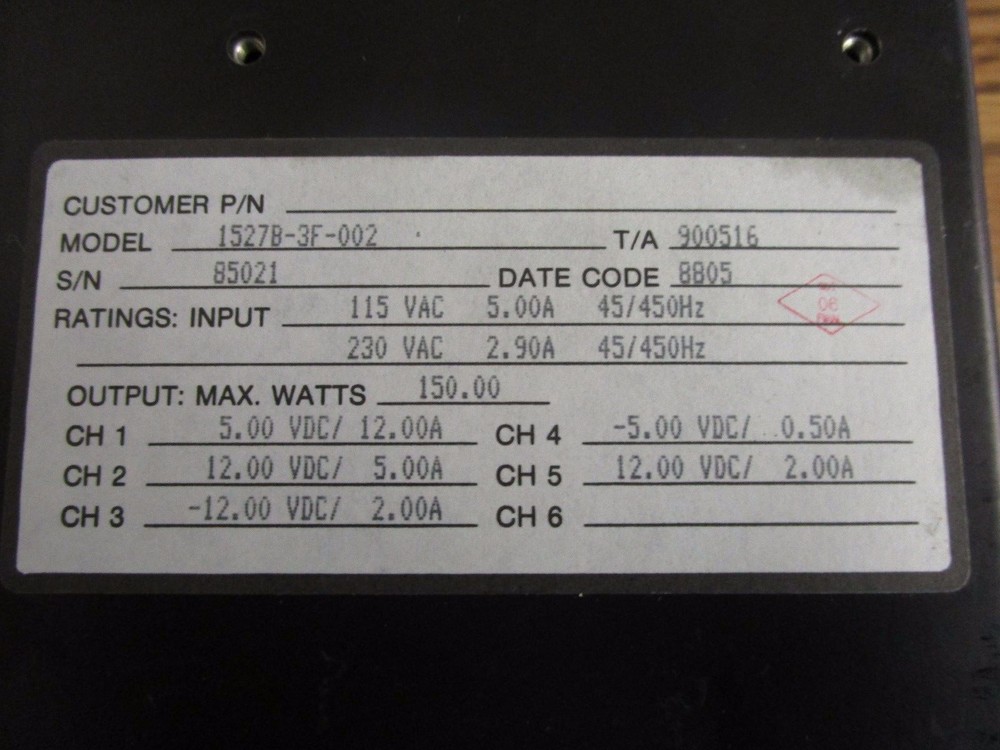 CUSTOMER P/N
MODEL 1527B-3F-002 T/A 900516
S/N 85021 DATE CODE 8805
RATINGS: INPUT 115 VAC 5.00A 45/450Hz
230 VAC 2.90A 45/450Hz
06
OUTPUT: MAX. WATTS 150.00
CH 1 5.00 VDC/ 12.00A CH 4 -5.00 VDC/ 0.50A
CH 2 12.00 VDC/ 5.00A CH 5 12.00 VDC/ 2.00A
CH 3 -12.00 VDC/ 2.00A CH 6